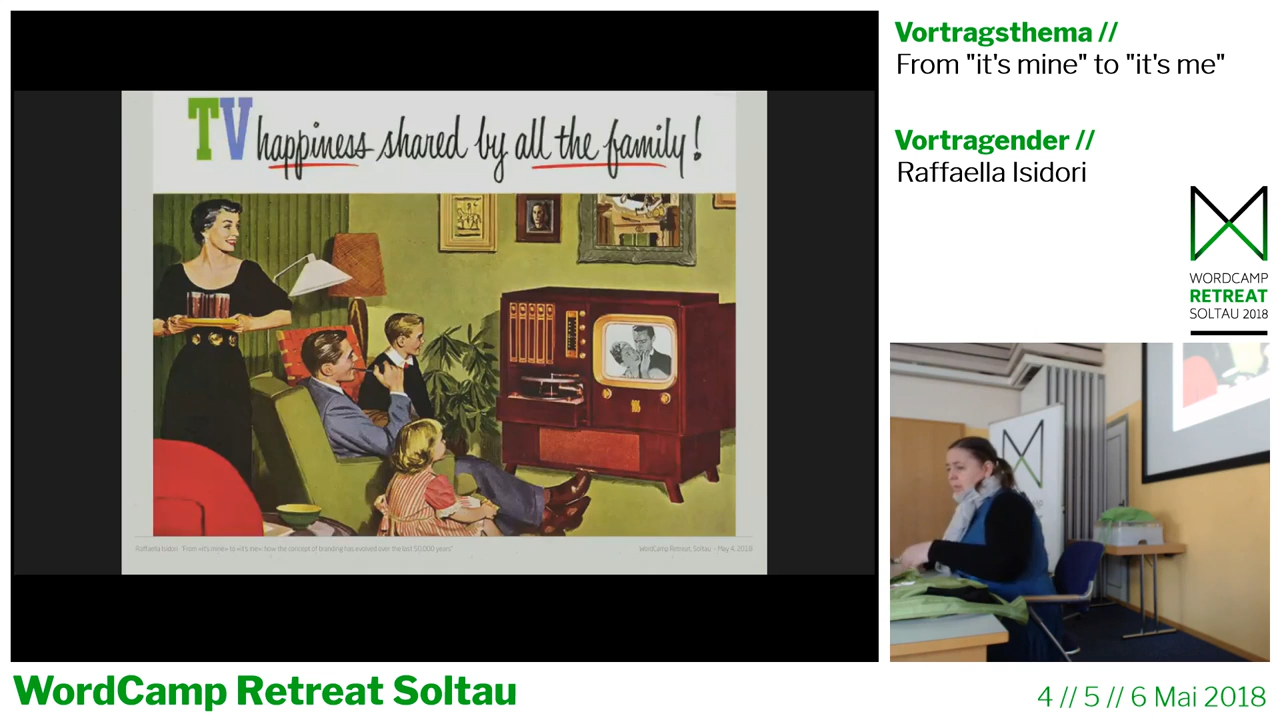 TV happiness shared by all the family!
Raffaella Isidori "From «it's mine» to «it's me» how the concept of branding has evolved over the last 50,000 years"
WordCamp Retreat Soltau - May 4, 2018
Vortragsthema //
From "it's mine" to "it's me"
Vortragender //
Raffaella Isidori
WORDCAMP
RETREAT
SOLTAU 2018
WordCamp Retreat Soltau
4 // 5 // 6 Mai 2018